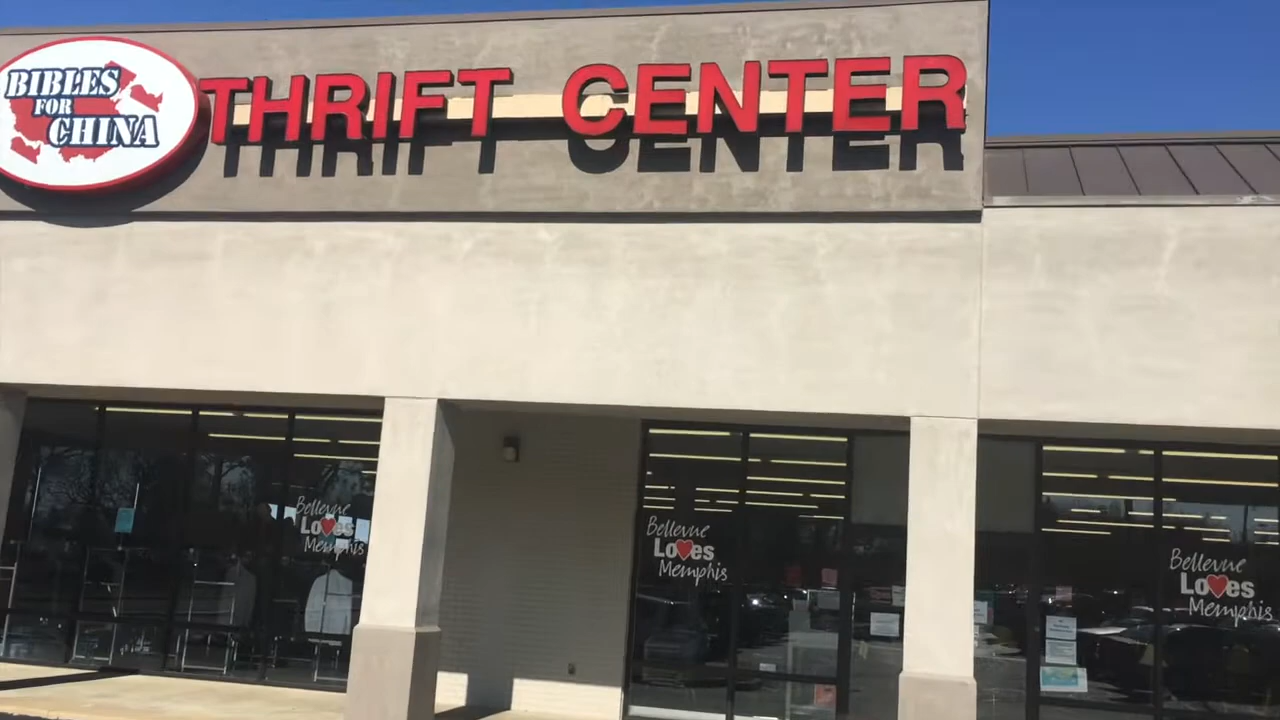 BIBLES
FOR
CHINA
THRIFT CENTER
Bellevue
Loves
Memphis
Bellevue
Loves
Memphis
Bellevue
Loves
Memphis